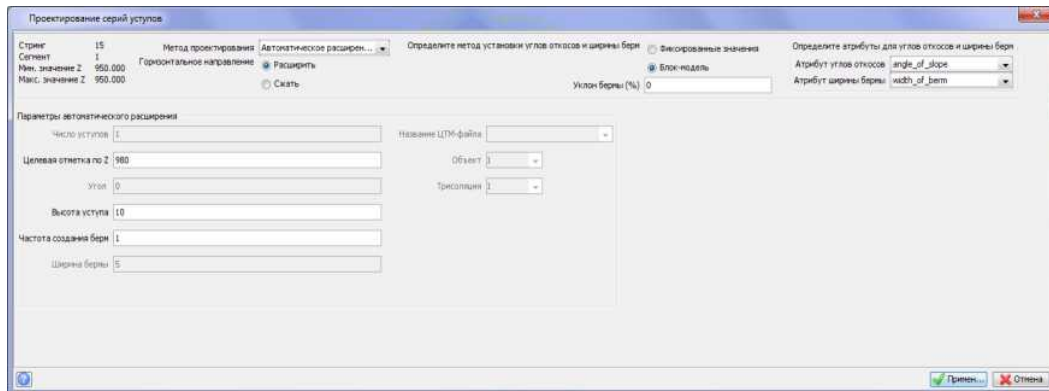 Проектирование серий уступов
Стринг 15
Сегмент 1
Мин. значение Z 950.000
Макс. значение Z 950.000
Метод проектирования Автоматическое расширен...
Горизонтальное направление Расширить
Сжать
Определите метод установки углов откосов и ширины берм Фиксированные значения
Блок-модель
Уклон бермы (%) 0
Определите атрибуты для углов откосов и ширины берм
Атрибут углов откосов angle_of_slope
Атрибут ширины бермы width_of_berm
Параметры автоматического расширения
Число уступов 1
Целевая отметка по Z 980
Угол 0
Высота уступа 10
Частота создания берм 1
Ширина бермы 5
Название ЦТМ-файла
Объект 1
Трисоляция 1
Примен...
Отмена